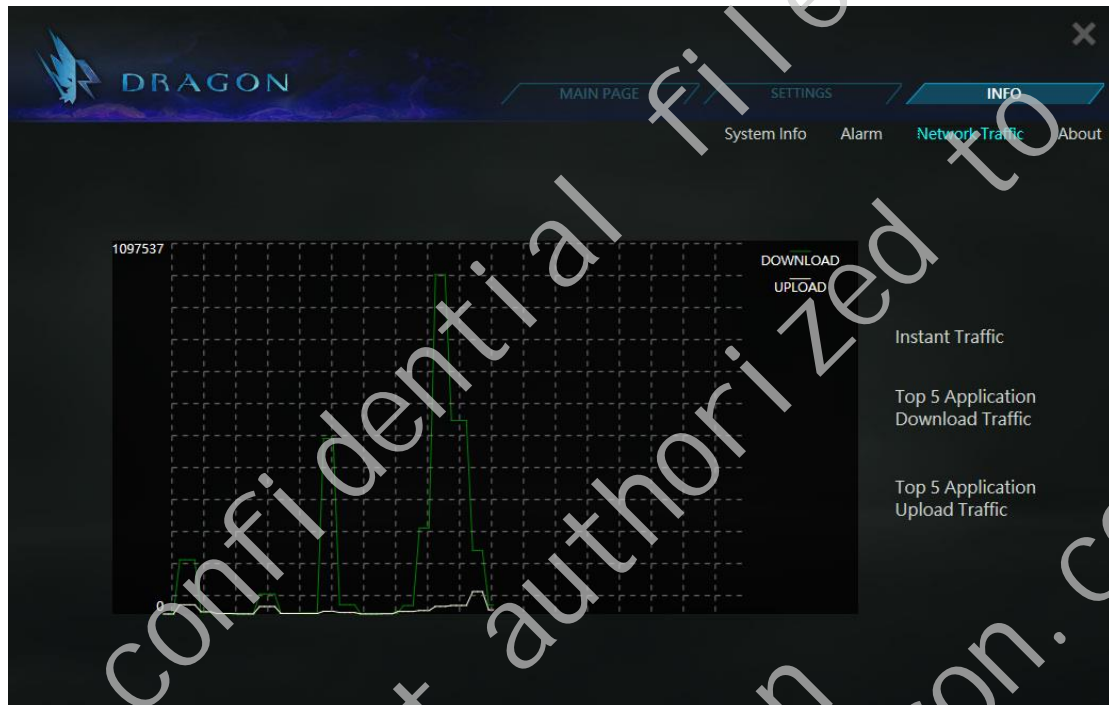 DRAGON
MAIN PAGE
SETTINGS
INFO
System Info
Alarm
Network Traffic
About
1097537
DOWNLOAD
UPLOAD
0
Instant Traffic
Top 5 Application
Download Traffic
Top 5 Application
Upload Traffic
confidential file
authorized to